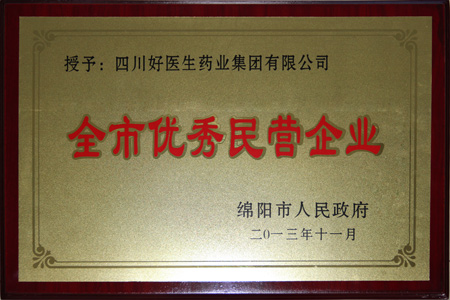 授予：四川好医生药业集团有限公司
全市优秀民营企业
绵阳市人民政府
二〇一三年十一月